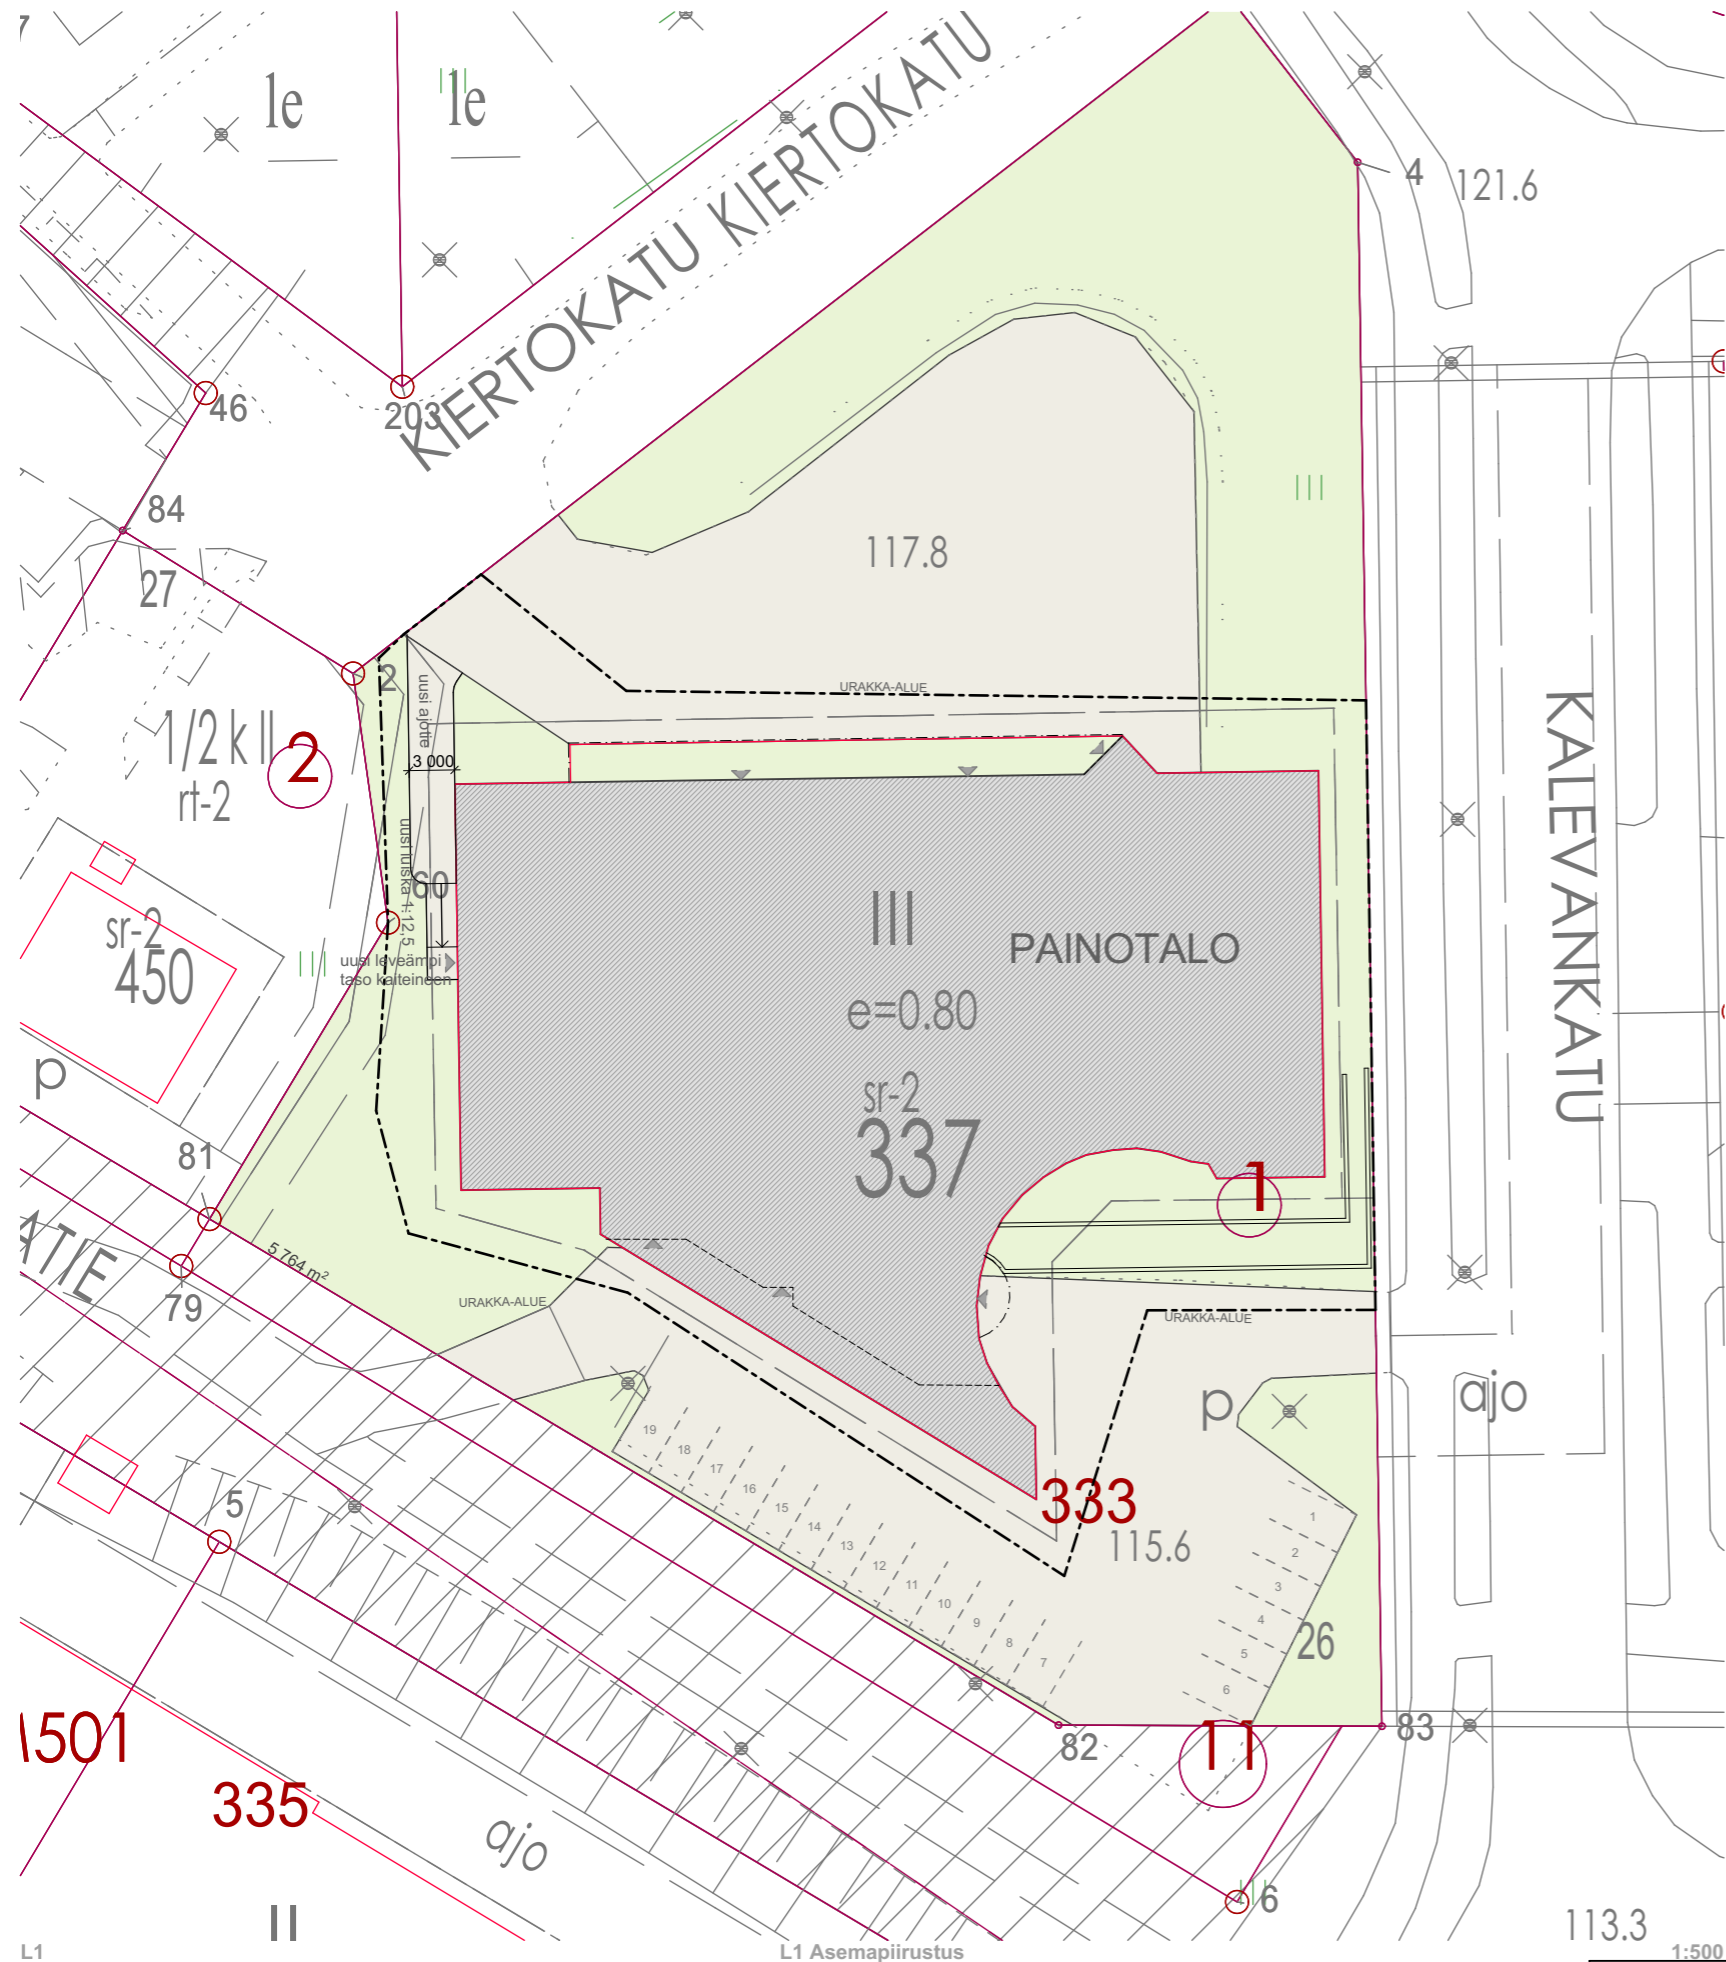 le
le
KIERTOKATU KIERTOKATU
4
121.6
46
203
84
27
117.8
2
uusi ajotie
URAKKA-ALUE
3 000
1/2 k II
2
rt-2
KALEVANKATU
uusi luiska 1:12,5
60
III
PAINOTALO
sr-2
450
uusi leveämpi
taso kaiteineen
e=0.80
p
sr-2
337
81
1
ATIE
5 764 m²
79
URAKKA-ALUE
URAKKA-ALUE
p
ajo
19
18
17
16
15
14
13
12
11
10
9
8
7
5
333
115.6
1
2
3
4
5
6
26
1501
335
82
11
83
ajo
6
II
113.3
L1
L1 Asemapiirustus
1:500